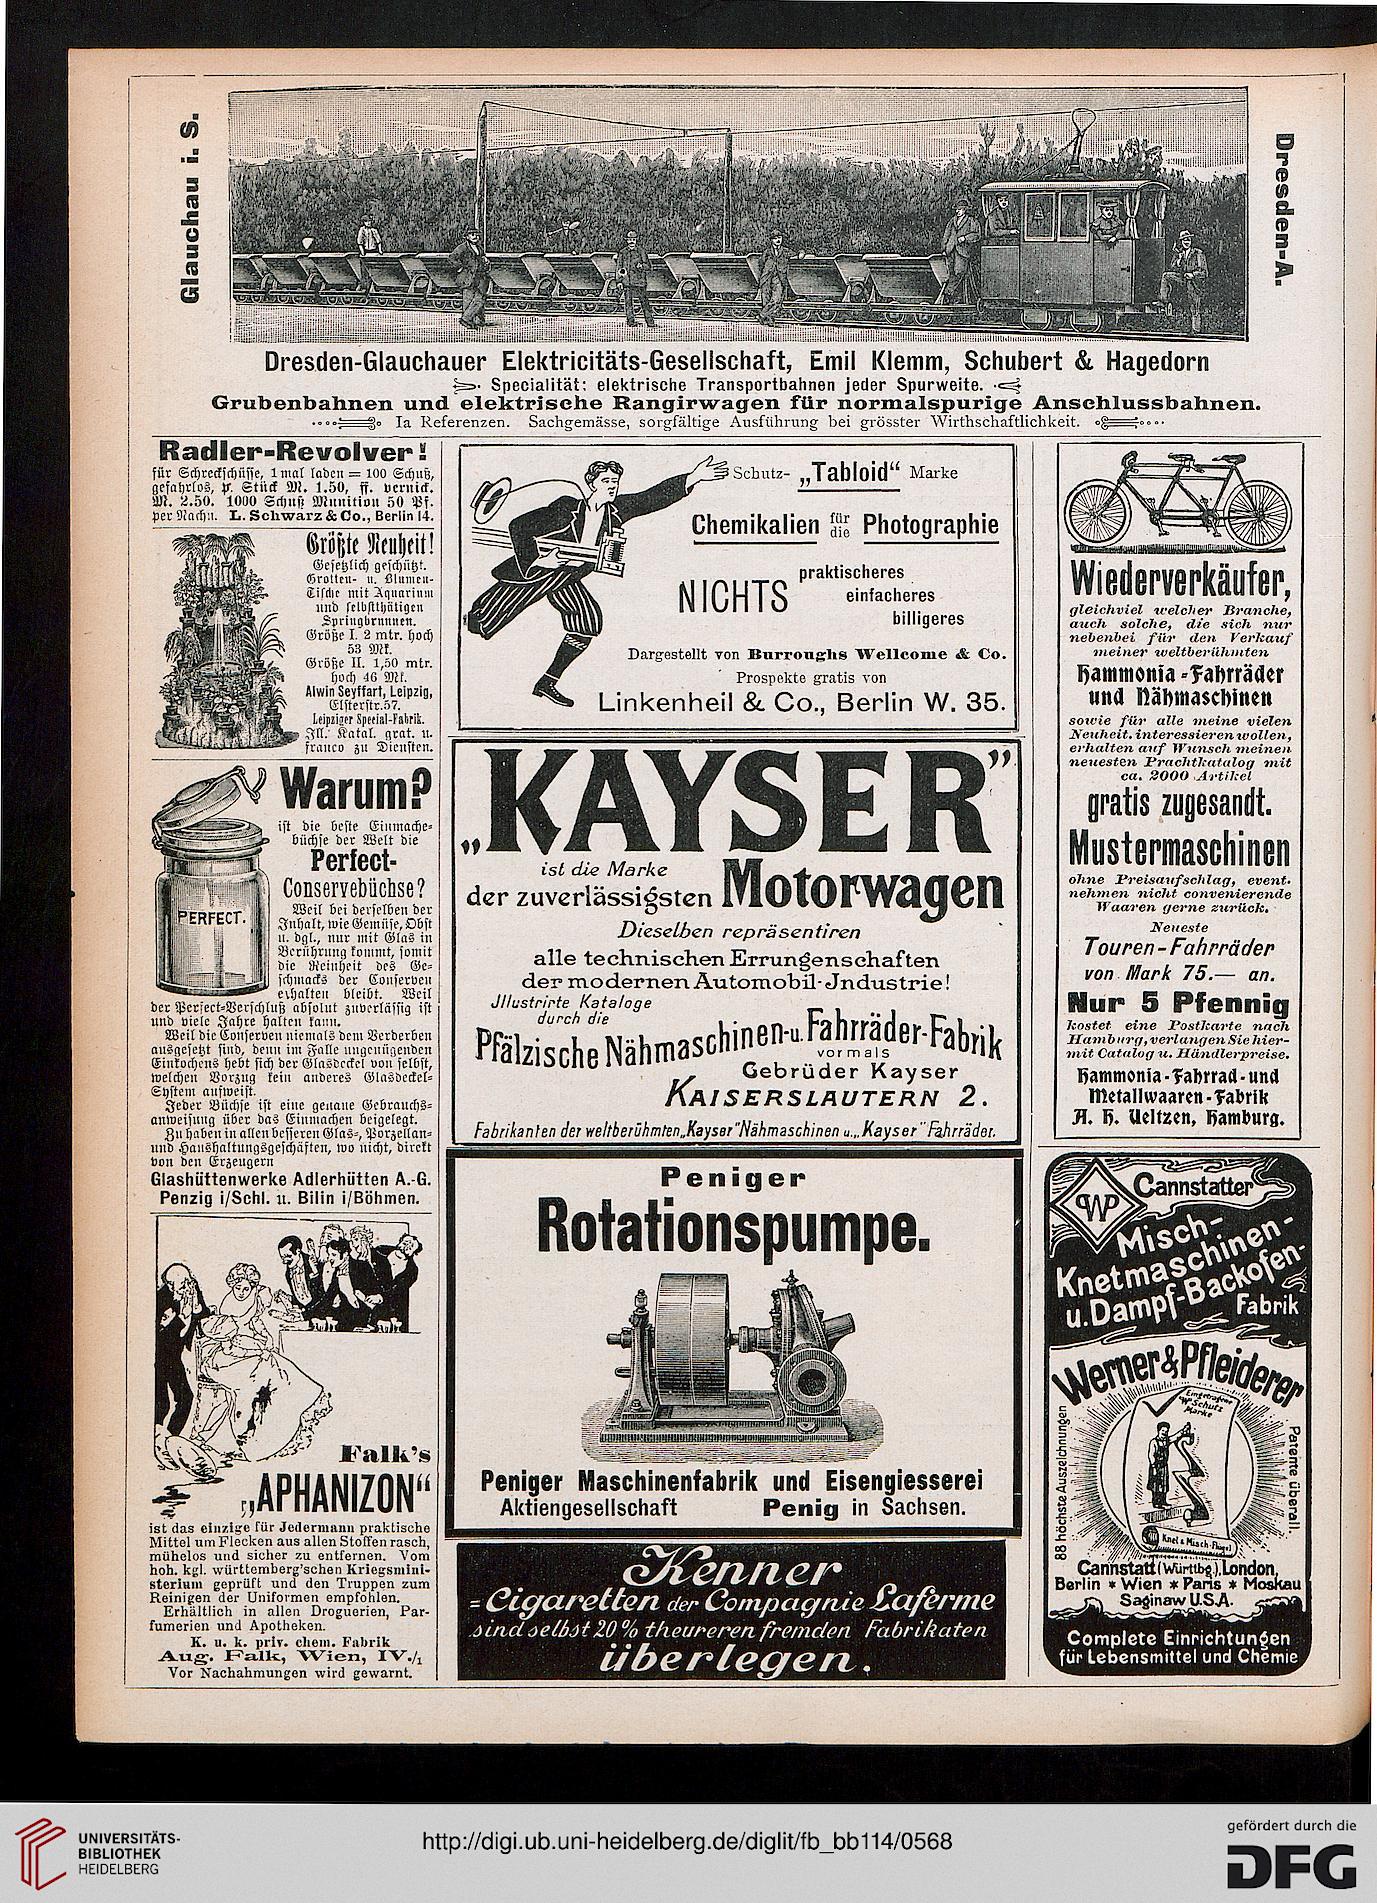 Glauchau i. S.
Dresden-A.
Dresden-Glauchauer Elektricitäts-Gesellschaft, Emil Klemm, Schubert & Hagedorn
Specialität: elektrische Transportbahnen jeder Spurweite.
Grubenbahnen und elektrische Rangirwagen für normalspurige Anschlussbahnen.
Ia Referenzen. Sachgemässe, sorgfältige Ausführung bei grösster Wirthschaftlichkeit.
Radler-Revolver!
für Schreckschüsse, 1mal laden = 100 Schuß,
gefahrlos, p. Stück M. 1.50, ff. vernick.
M. 2.50. 1000 Schuß Munition 50 Pf.
per Nachn. L. Schwarz & Co., Berlin 14.
Größte Neuheit!
Gesetzlich geschützt.
Grotten- u. Blumen-
Tische mit Aquarium
und selbstthätigen
Springbrunnen.
Größe I. 2 mtr. hoch
53 Mk.
Größe II. 1,50 mtr.
hoch 46 Mk.
Alwin Seyffart, Leipzig,
Elsterstr. 57.
Leipziger Special-Fabrik.
Ill. Katal. grat. u.
franco zu Diensten.
PERFECT.
Warum?
ist die beste Einmache-
büchse der Welt die
Perfect-
Conservebüchse?
Weil bei derselben der
Inhalt, wie Gemüse, Obst
u. dgl., nur mit Glas in
Berührung kommt, somit
die Reinheit des Ge-
schmacks der Conserven
erhalten bleibt. Weil
der Perfect-Verschluß absolut zuverlässig ist
und viele Jahre halten kann.
Weil die Conserven niemals dem Verderben
ausgesetzt sind, denn im Falle ungenügenden
Einkochens hebt sich der Glasdeckel von selbst,
welchen Vorzug kein anderes Glasdeckel-
System aufweist.
Jeder Büchse ist eine genaue Gebrauchs-
anweisung über das Einmachen beigelegt.
Zu haben in allen besseren Glas-, Porzellan-
und Haushaltungsgeschäften, wo nicht, direkt
von den Erzeugern
Glashüttenwerke Adlerhütten A.-G.
Penzig i/Schl. u. Bilin i/Böhmen.
Falk's
„APHANIZON“
ist das einzige für Jedermann praktische
Mittel um Flecken aus allen Stoffen rasch,
mühelos und sicher zu entfernen. Vom
hoh. kgl. württemberg'schen Kriegsmini-
sterium geprüft und den Truppen zum
Reinigen der Uniformen empfohlen.
Erhältlich in allen Droguerien, Par-
fumerien und Apotheken.
K. u. k. priv. chem. Fabrik
Aug. Falk, Wien, IV./1
Vor Nachahmungen wird gewarnt.
Schutz- „Tabloid“ Marke
Chemikalien für die Photographie
NICHTS praktischeres
einfacheres
billigeres
Dargestellt von Burroughs Wellcome & Co.
Prospekte gratis von
Linkenheil & Co., Berlin W. 35.
„KAYSER”
ist die Marke
der zuverlässigsten Motorwagen
Dieselben repräsentiren
alle technischen Errungenschaften
der modernen Automobil-Jndustrie!
Jllustrirte Kataloge
durch die
Pfälzische Nähmaschinen-u. Fahrräder-Fabrik
vormals
Gebrüder Kayser
KAISERSLAUTERN 2.
Fabrikanten der weltberühmten „Kayser" Nähmaschinen u. „Kayser" Fahrräder.
Peniger
Rotationspumpe.
Peniger Maschinenfabrik und Eisengiesserei
Aktiengesellschaft Penig in Sachsen.
Kenner
= Cigaretten der Compagnie Laferme
sind selbst 20 % theureren fremden Fabrikaten
überlegen.
Wiederverkäufer,
gleichviel welcher Branche,
auch solche, die sich nur
nebenbei für den Verkauf
meiner weltberühmten
Hammonia-Fahrräder
und Nähmaschinen
sowie für alle meine vielen
Neuheit. interessieren wollen,
erhalten auf Wunsch meinen
neuesten Prachtkatalog mit
ca. 2000 Artikel
gratis zugesandt.
Mustermaschinen
ohne Preisaufschlag, event.
nehmen nicht convenierende
Waaren gerne zurück.
Neueste
Touren-Fahrräder
von Mark 75.— an.
Nur 5 Pfennig
kostet eine Postkarte nach
Hamburg, verlangen Sie hier-
mit Catalog u. Händlerpreise.
Hammonia-Fahrrad- und
Metallwaaren-Fabrik
A. H. Ueltzen, Hamburg.
WP
Cannstatter
Misch-
Knetmaschinen-
u. Dampf-Backofen-
Fabrik
Werner & Pfleiderer
88 höchste Auszeichnungen
Patente überall.
Eingetragene
Schutz
Marke
Knet & Misch-Flügel
Cannstatt (Württbg.), London,
Berlin * Wien * Paris * Moskau
Saginaw U.S.A.
Complete Einrichtungen
für Lebensmittel und Chemie
UNIVERSITÄTS-
BIBLIOTHEK
HEIDELBERG
http://digi.ub.uni-heidelberg.de/diglit/fb_bb114/0568
gefördert durch die
DFG